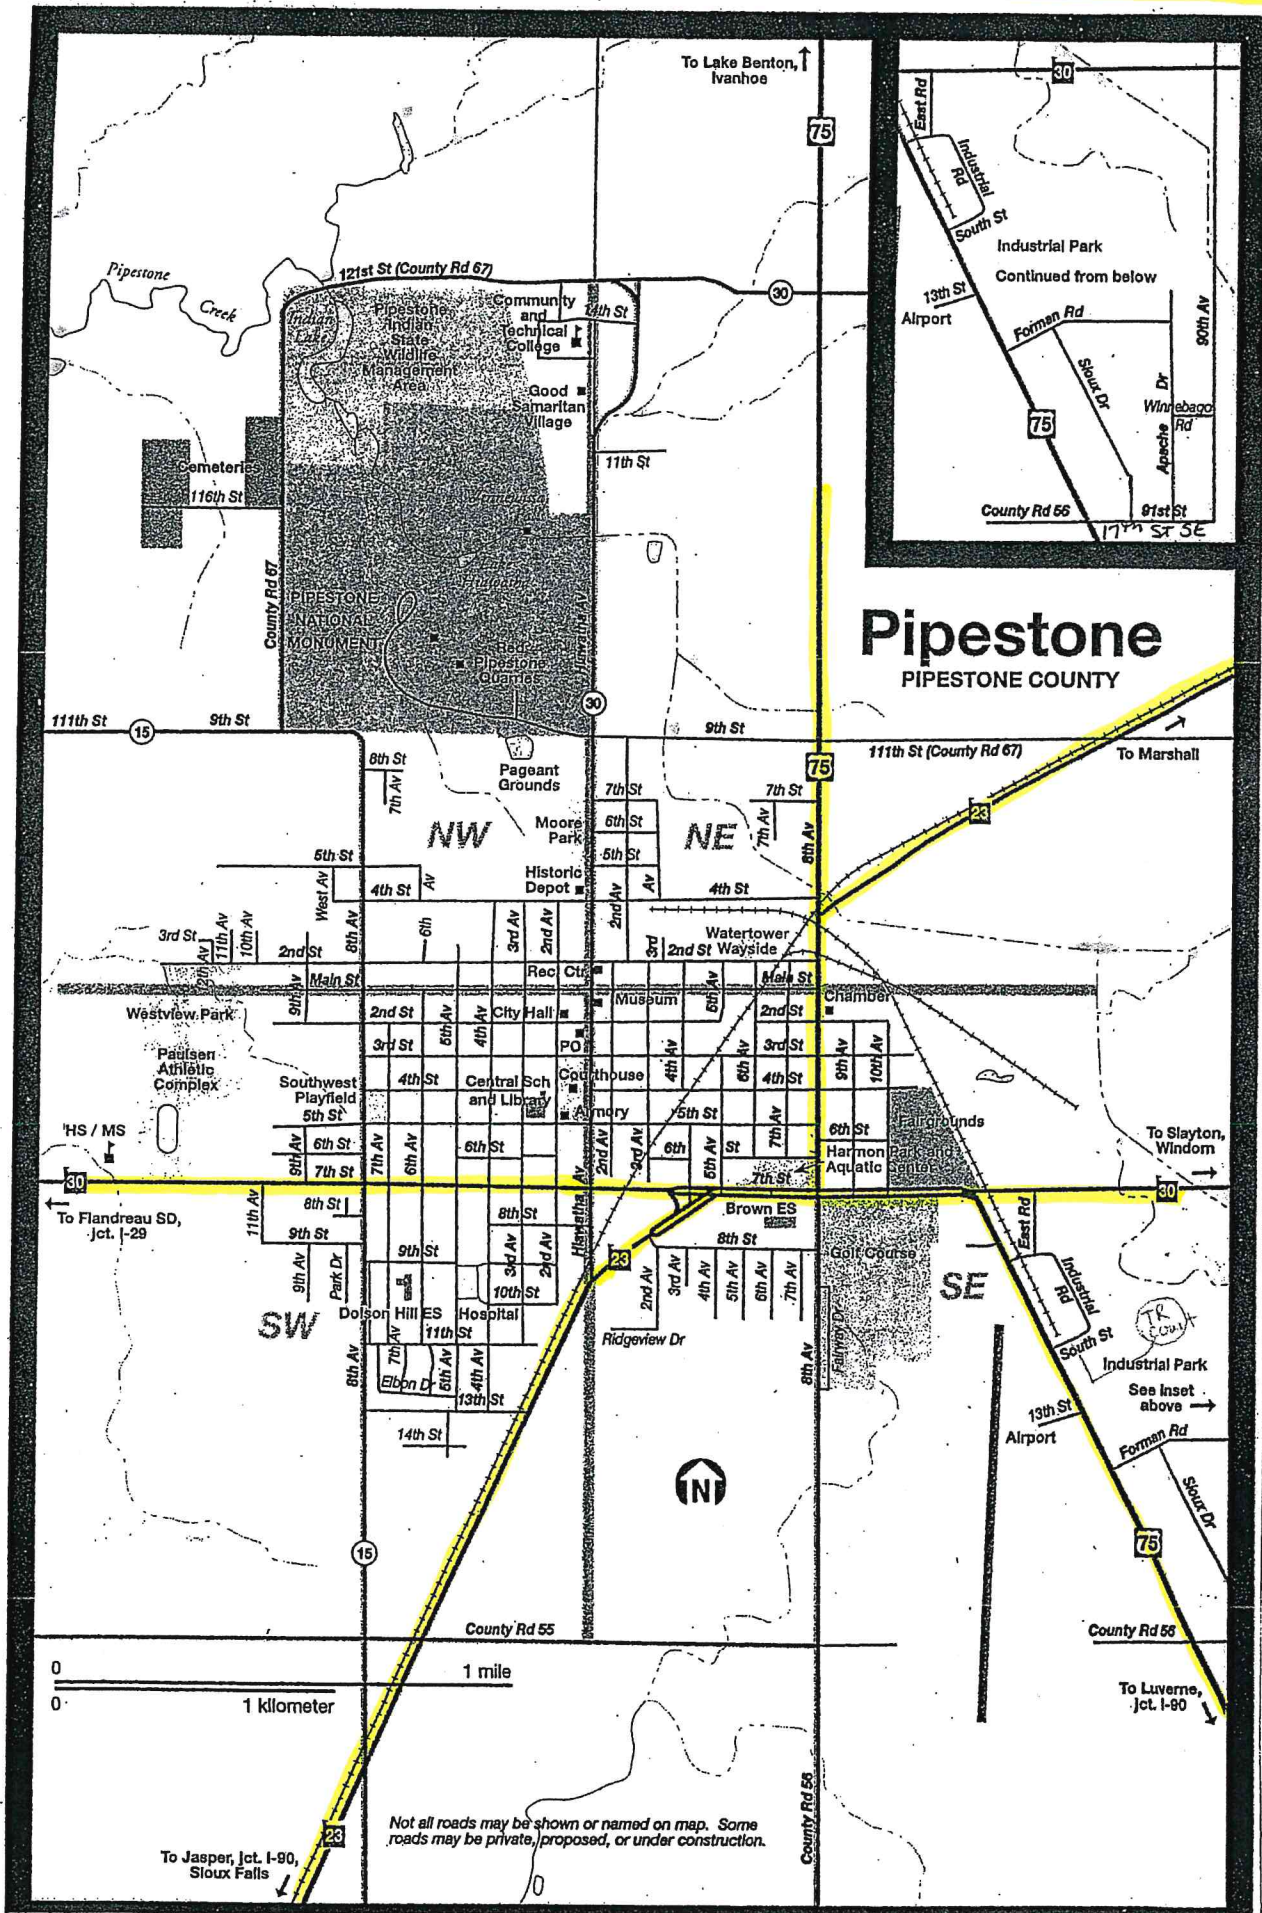 To Lake Benton,
Ivanhoe
75
30
East Rd
Industrial
Rd
South St
Industrial Park
Continued from below
13th St
Airport
Forman Rd
Sioux Dr
90th Av
Apache Dr
Winnebago
Rd
75
County Rd 56
91st St
17th ST SE
Pipestone
Creek
121st St (County Rd 67)
30
Indian
Lake
Pipestone
Indian
State
Wildlife
Management
Area
Community
and
Technical
College
14th St
Good
Samaritan
Village
11th St
Cemeteries
116th St
County Rd 67
Hiawatha Av
PIPESTONE
NATIONAL
MONUMENT
Red
Pipestone
Quarries
Pipestone
PIPESTONE COUNTY
30
111th St
15
9th St
9th St
111th St (County Rd 67)
To Marshall
75
23
8th St
7th Av
Pageant
Grounds
7th St
7th St
7th Av
8th Av
NW
Moore
Park
6th St
NE
5th St
5th St
West Av
4th St
Av
Historic
Depot
2nd Av
Av
4th St
3rd St
12th Av
11th Av
10th Av
2nd St
8th Av
6th
3rd Av
2nd Av
3rd
2nd St
Watertower
Wayside
Rec Ctr
Main St
Main St
9th Av
Westview Park
2nd St
5th Av
4th Av
City Hall
Museum
5th Av
2nd St
Chamber
3rd St
PO
4th Av
6th Av
3rd St
9th Av
10th Av
Paulsen
Athletic
Complex
Southwest
Playfield
4th St
Central Sch
and Library
Courthouse
4th St
5th St
Armory
5th St
Fairgrounds
HS / MS
9th Av
6th St
7th Av
6th Av
6th St
2nd Av
3rd Av
6th
5th Av
St
7th Av
6th St
Harmon Park and
Aquatic Center
To Slayton,
Windom
7th St
7th St
30
30
To Flandreau SD,
jct. I-29
11th Av
8th St
8th St
Hiawatha Av
Brown ES
East Rd
9th St
9th St
3rd Av
2nd Av
23
8th St
Golf Course
9th Av
Park Dr
10th St
2nd Av
3rd Av
4th Av
5th Av
6th Av
7th Av
SE
Industrial
Rd
SW
Dolson Hill ES
Hospital
TR
Count
11th St
Ridgeview Dr
South St
8th Av
7th Av
5th Av
4th Av
8th Av
Fairway Dr
Industrial Park
Elbon Dr
13th St
See inset
above
14th St
13th St
Airport
Forman Rd
N
Sioux Dr
15
75
County Rd 55
County Rd 56
0
1 mile
0
1 kilometer
To Luverne,
jct. I-90
County Rd 56
Not all roads may be shown or named on map. Some
roads may be private, proposed, or under construction.
23
To Jasper, jct. I-90,
Sioux Falls